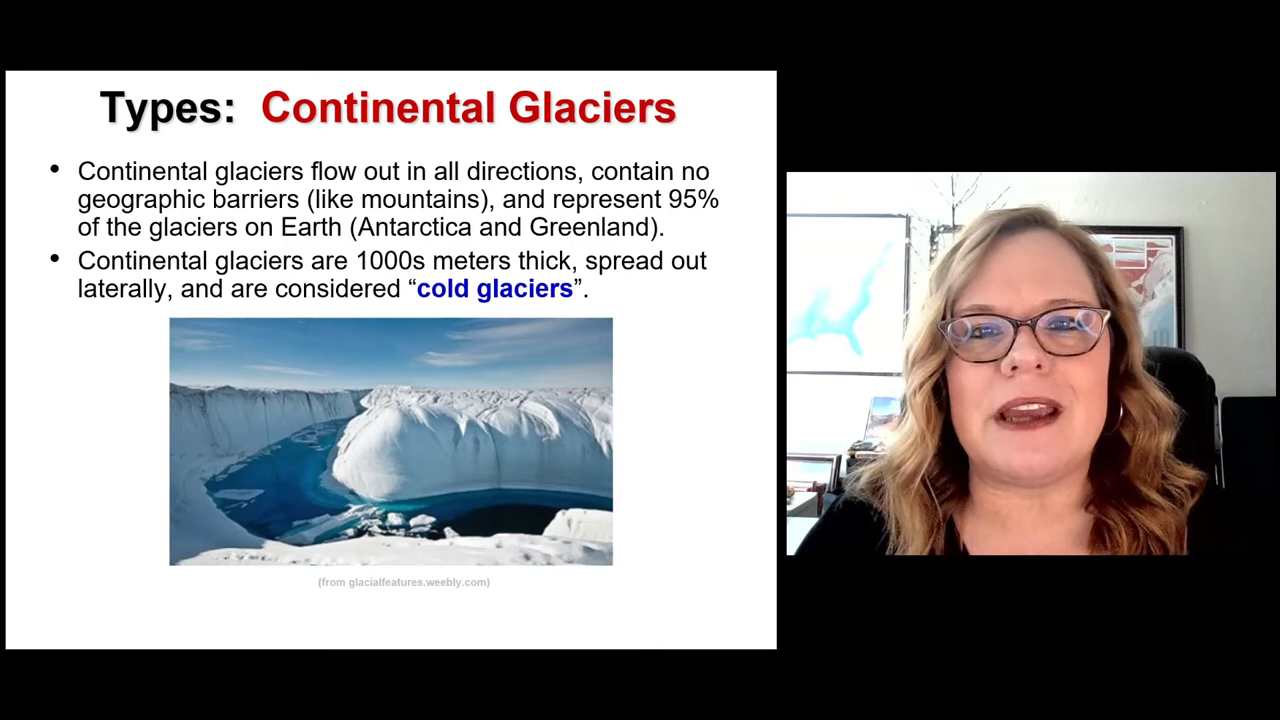 Types: Continental Glaciers
• Continental glaciers flow out in all directions, contain no
geographic barriers (like mountains), and represent 95%
of the glaciers on Earth (Antarctica and Greenland).
• Continental glaciers are 1000s meters thick, spread out
laterally, and are considered “cold glaciers”.
(from glacialfeatures.weebly.com)